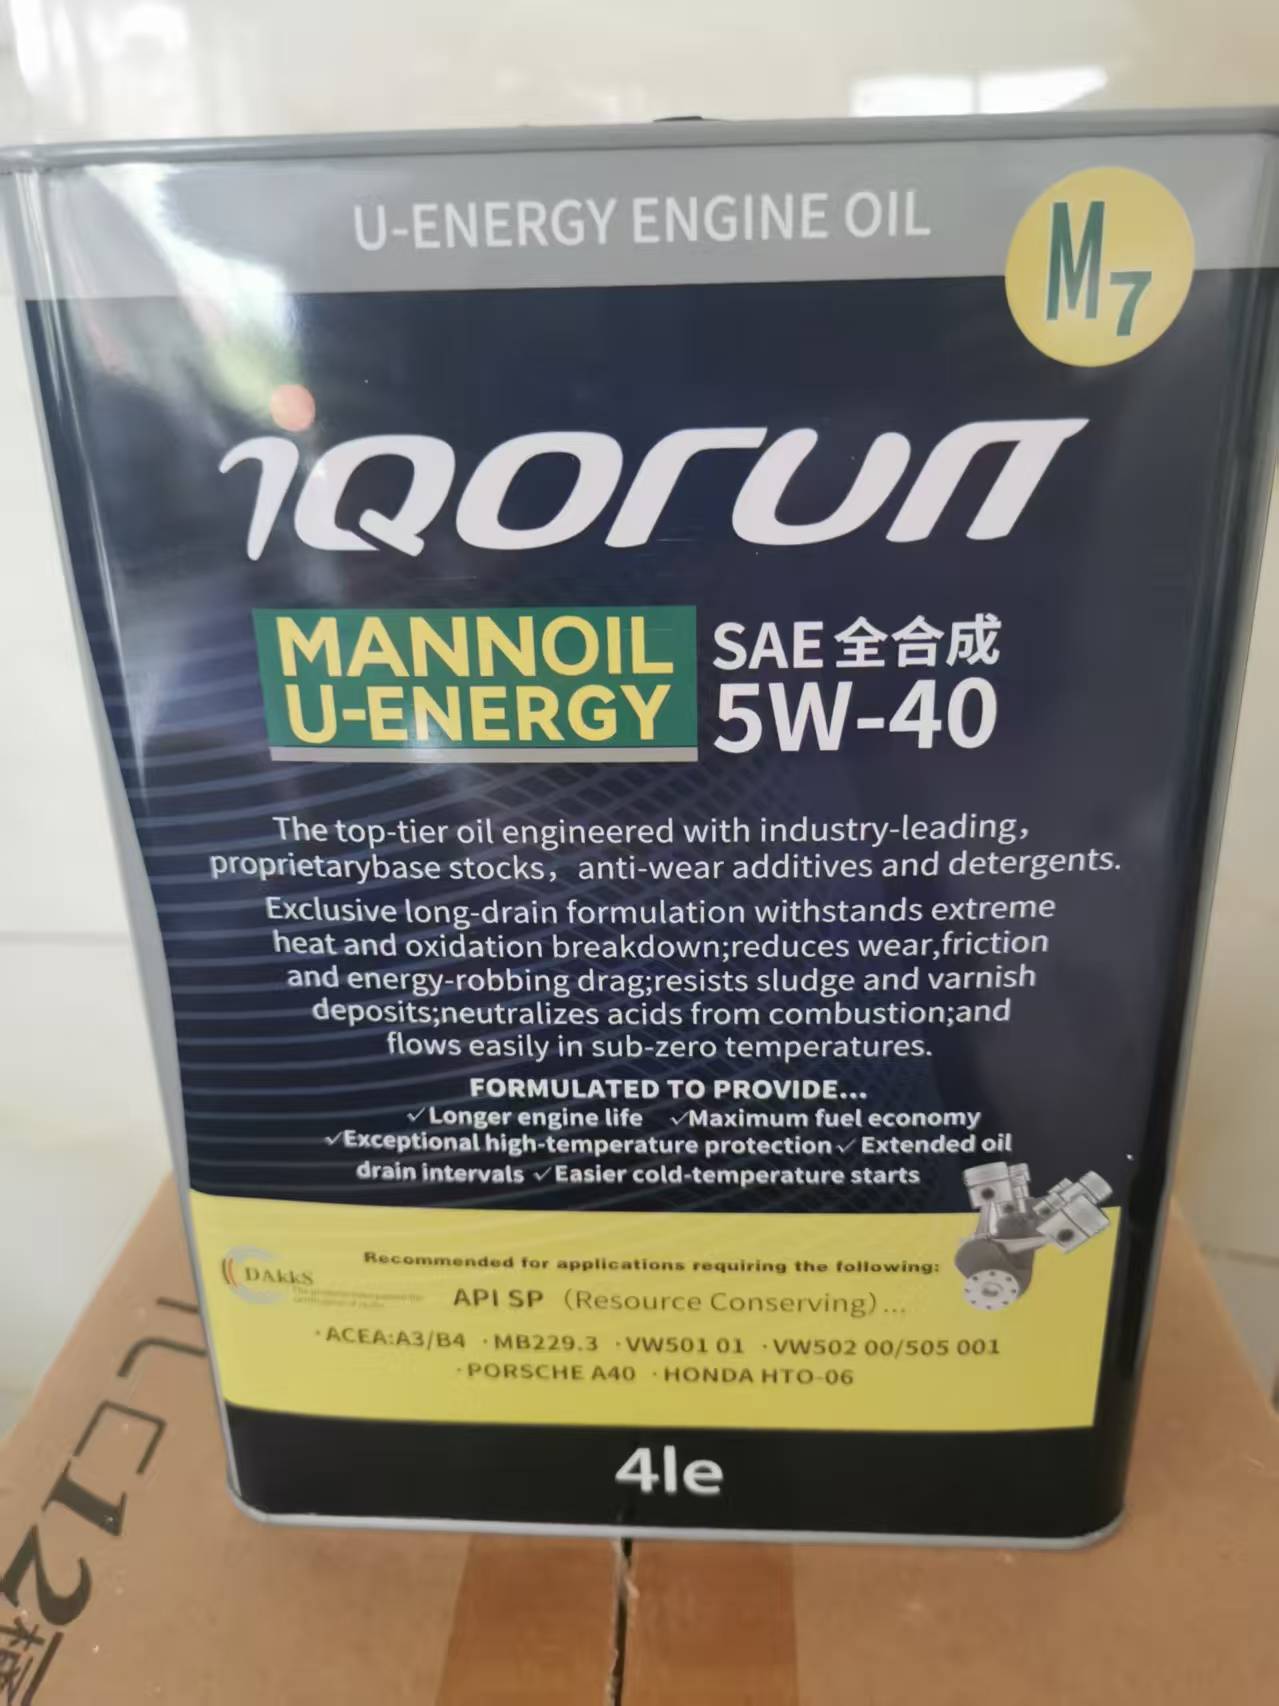 U-ENERGY ENGINE OIL
M7
iQorun
MANNOIL
U-ENERGY
SAE 全合成
5W-40
The top-tier oil engineered with industry-leading,
proprietarybase stocks, anti-wear additives and detergents.
Exclusive long-drain formulation withstands extreme
heat and oxidation breakdown;reduces wear,friction
and energy-robbing drag;resists sludge and varnish
deposits;neutralizes acids from combustion;and
flows easily in sub-zero temperatures.
FORMULATED TO PROVIDE...
✓Longer engine life ✓Maximum fuel economy
✓Exceptional high-temperature protection✓ Extended oil
drain intervals ✓Easier cold-temperature starts
DAkkS
Recommended for applications requiring the following:
API SP (Resource Conserving)...
·ACEA:A3/B4 ·MB229.3 ·VW501 01 ·VW502 00/505 001
·PORSCHE A40 ·HONDA HTO-06
4le
C12